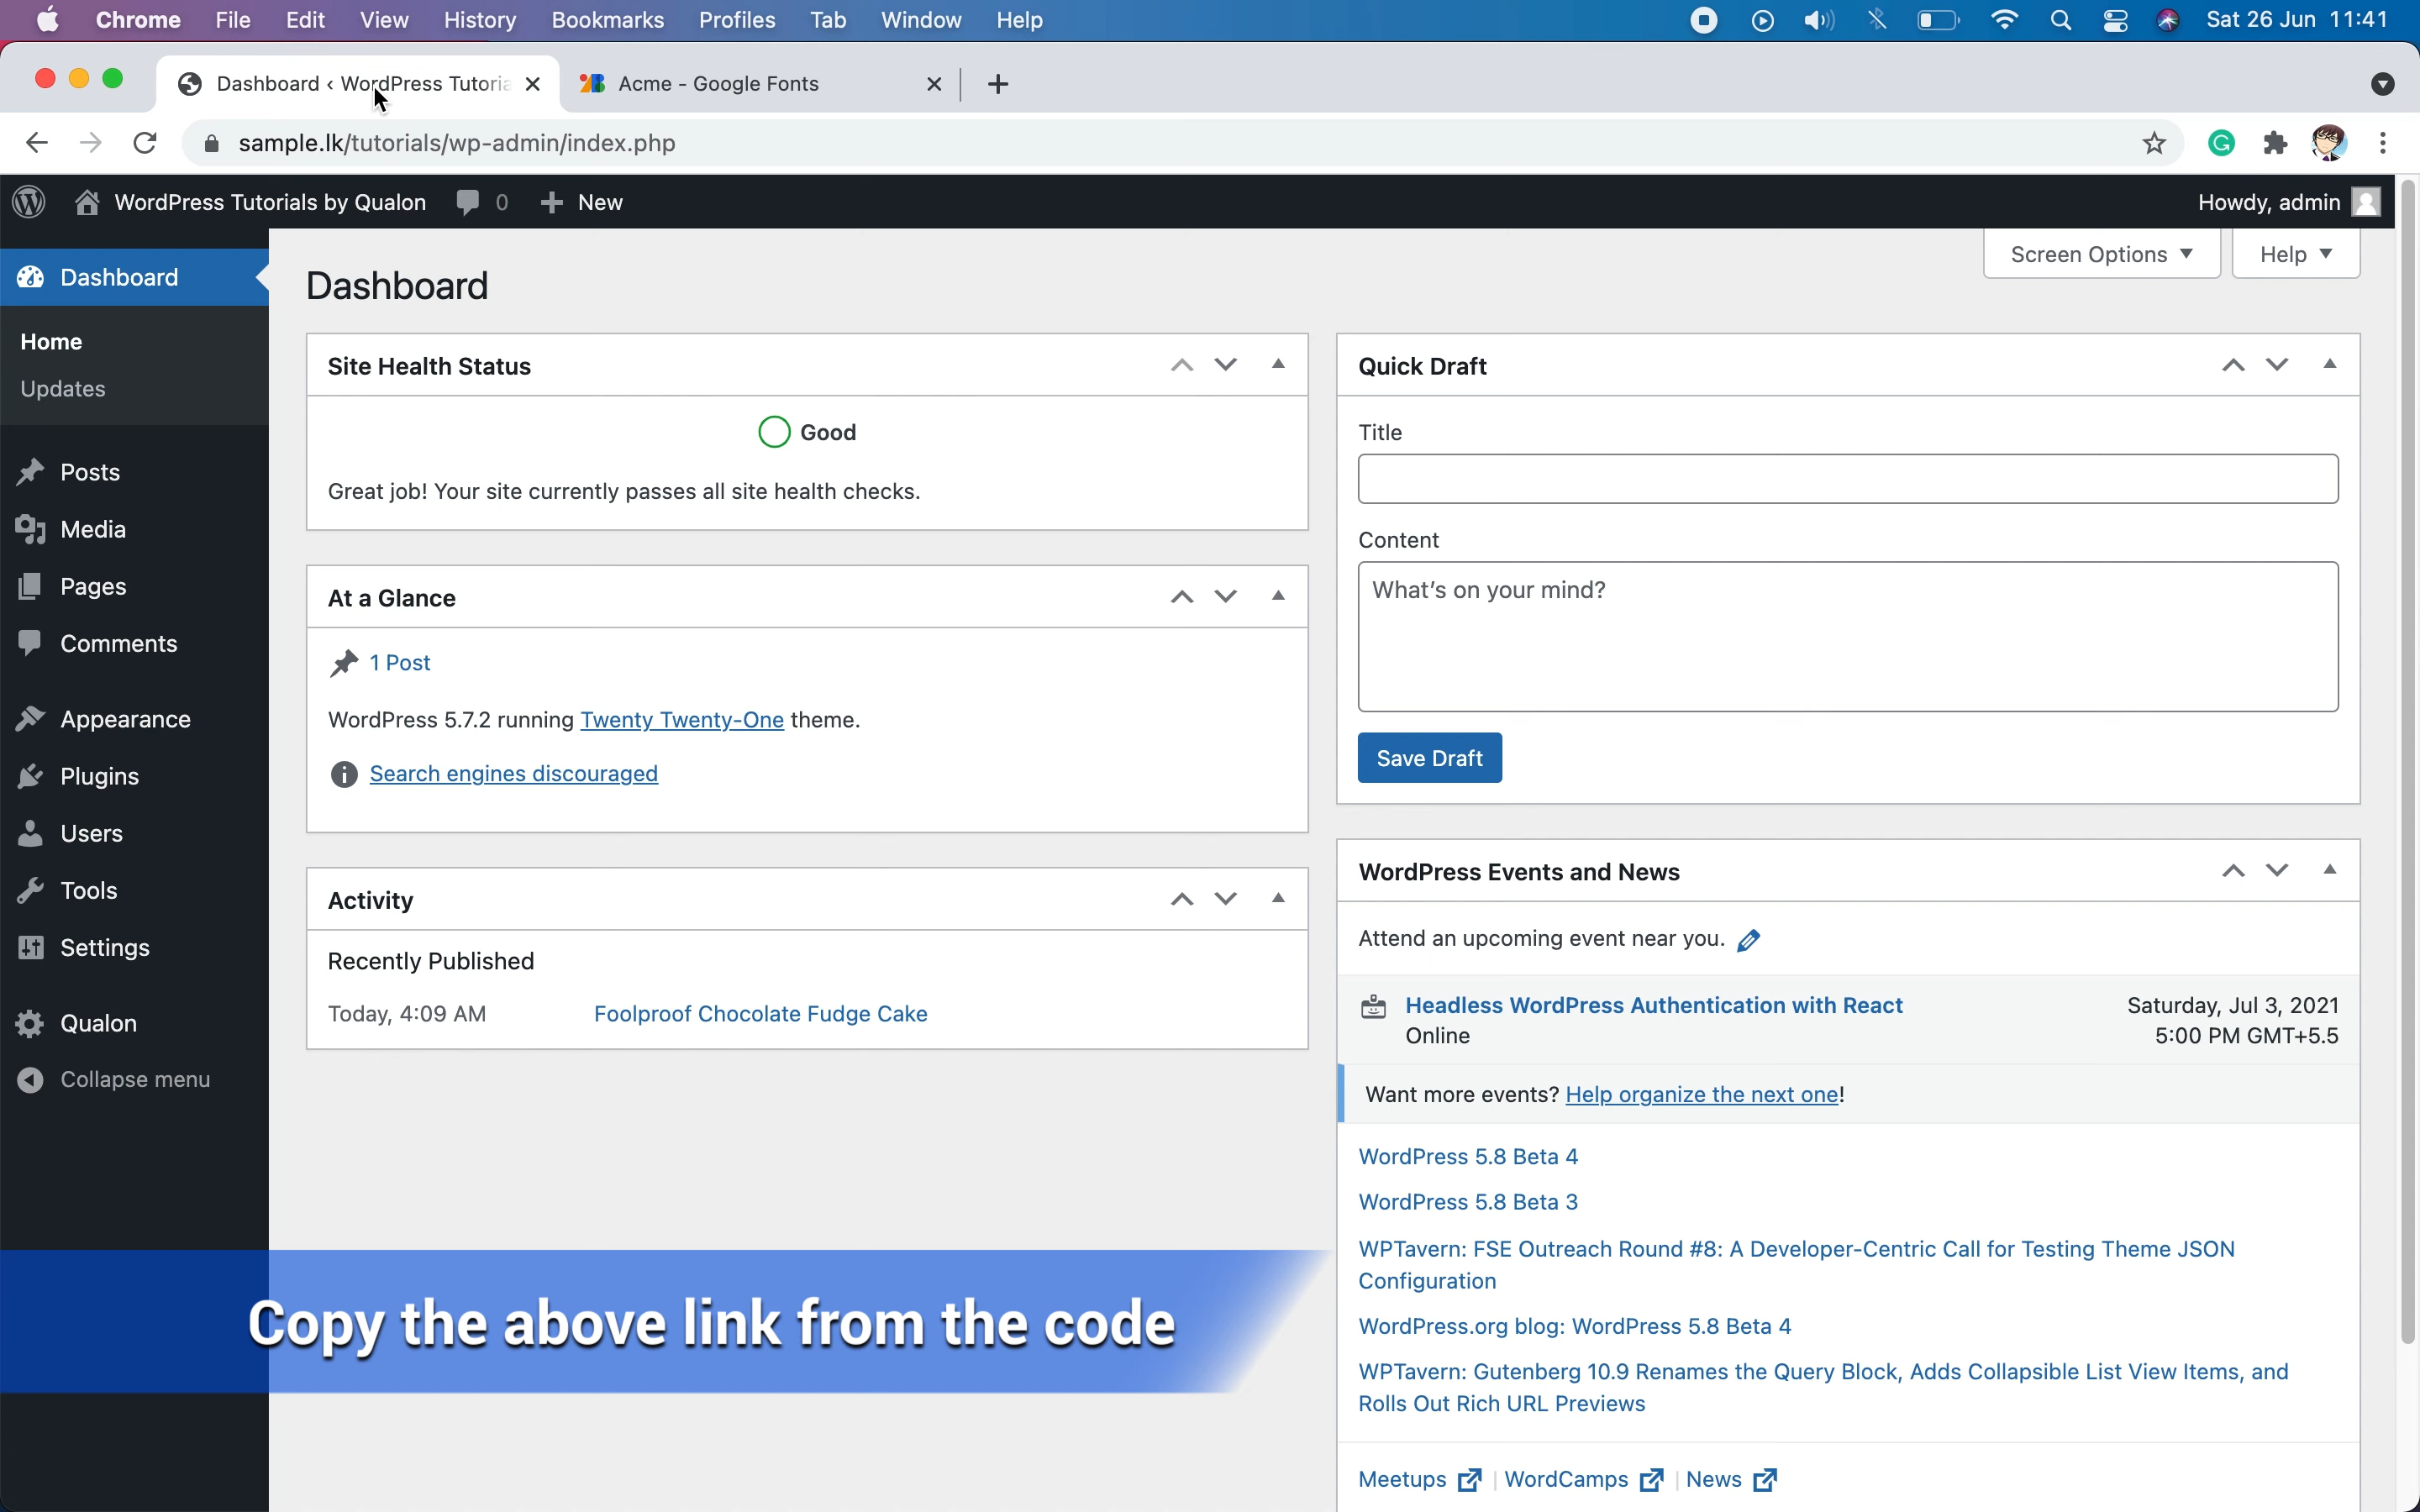 Chrome File Edit View History Bookmarks Profiles Tab Window Help Sat 26 Jun 11:41
Dashboard ‹ WordPress Tutoria Acme - Google Fonts
sample.lk/tutorials/wp-admin/index.php
WordPress Tutorials by Qualon 0 New Howdy, admin
Screen Options Help
Dashboard
Home
Updates
Posts
Media
Pages
Comments
Appearance
Plugins
Users
Tools
Settings
Qualon
Collapse menu
Dashboard
Site Health Status
Good
Great job! Your site currently passes all site health checks.
At a Glance
1 Post
WordPress 5.7.2 running Twenty Twenty-One theme.
Search engines discouraged
Activity
Recently Published
Today, 4:09 AM Foolproof Chocolate Fudge Cake
Quick Draft
Title
Content
What's on your mind?
Save Draft
WordPress Events and News
Attend an upcoming event near you.
Headless WordPress Authentication with React Saturday, Jul 3, 2021
Online 5:00 PM GMT+5.5
Want more events? Help organize the next one!
WordPress 5.8 Beta 4
WordPress 5.8 Beta 3
WPTavern: FSE Outreach Round #8: A Developer-Centric Call for Testing Theme JSON
Configuration
WordPress.org blog: WordPress 5.8 Beta 4
WPTavern: Gutenberg 10.9 Renames the Query Block, Adds Collapsible List View Items, and
Rolls Out Rich URL Previews
Meetups | WordCamps | News
Copy the above link from the code